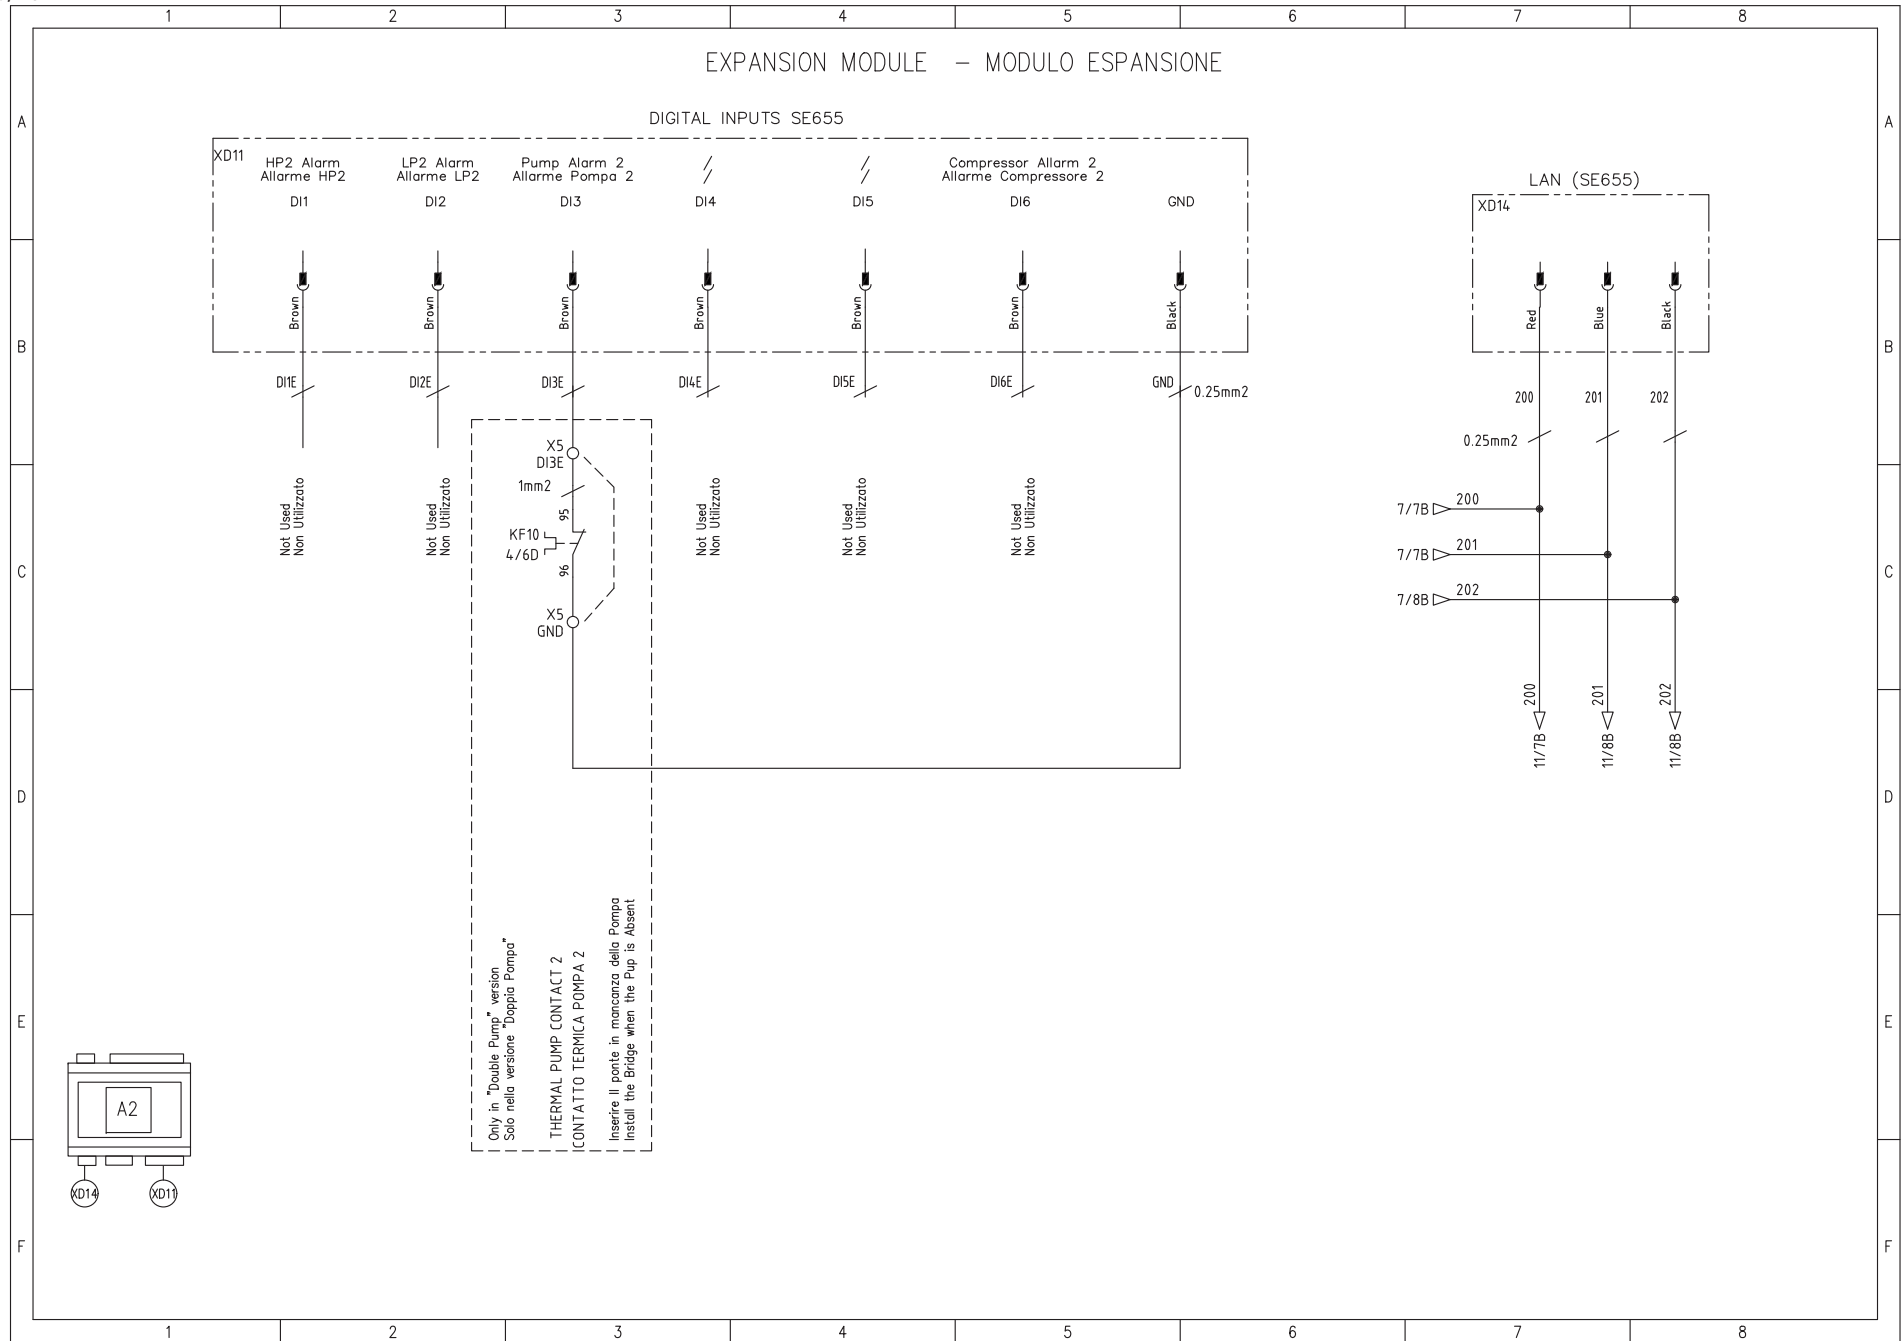 1 2 3 4 5 6 7 8
EXPANSION MODULE – MODULO ESPANSIONE
A A
DIGITAL INPUTS SE655
XD11
HP2 Alarm
Allarme HP2
LP2 Alarm
Allarme LP2
Pump Alarm 2
Allarme Pompa 2
/
/
/
/
Compressor Allarm 2
Allarme Compressore 2
DI1 DI2 DI3 DI4 DI5 DI6 GND
LAN (SE655)
XD14
Brown Brown Brown Brown Brown Brown Black
Red Blue Black
B B
DI1E DI2E DI3E DI4E DI5E DI6E GND 0.25mm2
200 201 202
0.25mm2
X5
DI3E
1mm2
95
KF10
4/6D
96
X5
GND
Not Used
Non Utilizzato
Not Used
Non Utilizzato
Not Used
Non Utilizzato
Not Used
Non Utilizzato
Not Used
Non Utilizzato
7/7B 200
7/7B 201
7/8B 202
C C
200 201 202
11/7B 11/8B 11/8B
D D
Only in "Double Pump" version
Solo nella versione "Doppia Pompa"
THERMAL PUMP CONTACT 2
CONTATTO TERMICA POMPA 2
Inserire Il ponte in mancanza della Pompa
Install the Bridge when the Pup is Absent
E E
A2
XD14 XD11
F F
1 2 3 4 5 6 7 8